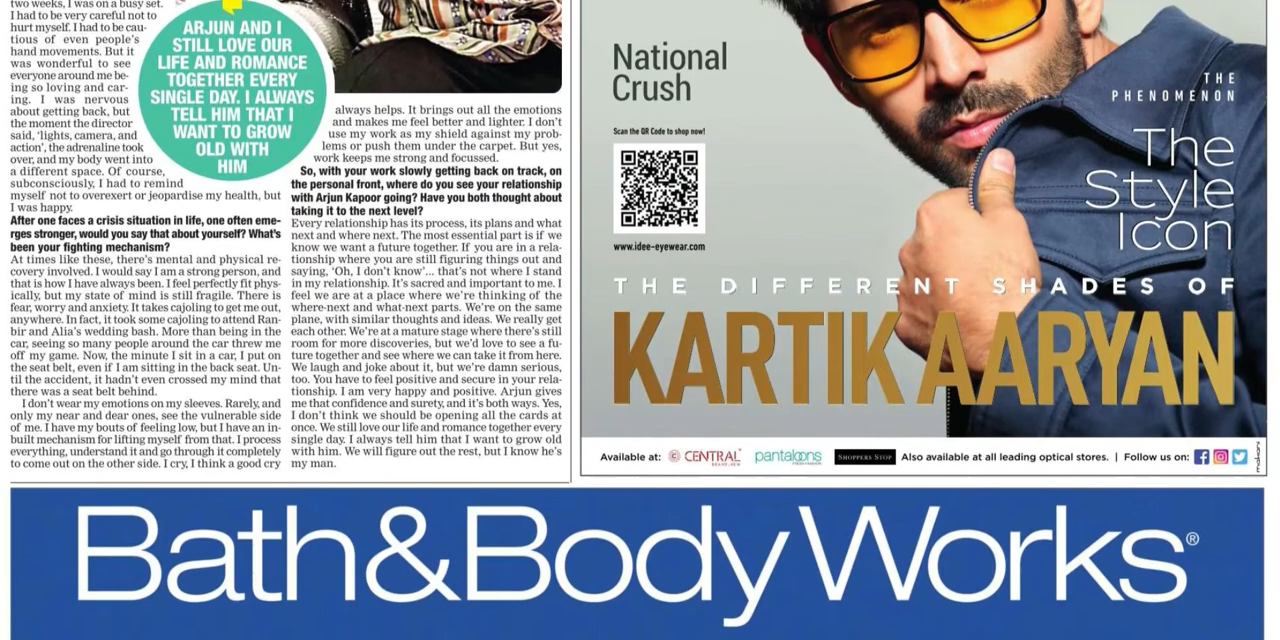 two weeks, I was on a busy set.
I had to be very careful not to
hurt myself. I had to be cau-
tious of even people's
hand movements. But it
was wonderful to see
everyone around me be-
ing so loving and car-
ing. I was nervous
about getting back, but
the moment the director
said, 'lights, camera, and
action', the adrenaline took
over, and my body went into
a different space. Of course,
subconsciously, I had to remind
myself not to overexert or jeopardise my health, but
I was happy.
After one faces a crisis situation in life, one often eme-
rges stronger, would you say that about yourself? What's
been your fighting mechanism?
At times like these, there's mental and physical re-
covery involved. I would say I am a strong person, and
that is how I have always been. I feel perfectly fit phys-
ically, but my state of mind is still fragile. There is
fear, worry and anxiety. It takes cajoling to get me out,
anywhere. In fact, it took some cajoling to attend Ran-
bir and Alia's wedding bash. More than being in the
car, seeing so many people around the car threw me
off my game. Now, the minute I sit in a car, I put on
the seat belt, even if I am sitting in the back seat. Un-
til the accident, it hadn't even crossed my mind that
there was a seat belt behind.
I don't wear my emotions on my sleeves. Rarely, and
only my near and dear ones, see the vulnerable side
of me. I have my bouts of feeling low, but I have an in-
built mechanism for lifting myself from that. I process
everything, understand it and go through it completely
to come out on the other side. I cry, I think a good cry
ARJUN AND I
STILL LOVE OUR
LIFE AND ROMANCE
TOGETHER EVERY
SINGLE DAY. I ALWAYS
TELL HIM THAT I
WANT TO GROW
OLD WITH
HIM
always helps. It brings out all the emotions
and makes me feel better and lighter. I don't
use my work as my shield against my prob-
lems or push them under the carpet. But yes,
work keeps me strong and focussed.
So, with your work slowly getting back on track, on
the personal front, where do you see your relationship
with Arjun Kapoor going? Have you both thought about
taking it to the next level?
Every relationship has its process, its plans and what
next and where next. The most essential part is if we
know we want a future together. If you are in a rela-
tionship where you are still figuring things out and
saying, 'Oh, I don't know'... that's not where I stand
in my relationship. It's sacred and important to me. I
feel we are at a place where we're thinking of the
where-next and what-next parts. We're on the same
plane, with similar thoughts and ideas. We really get
each other. We're at a mature stage where there's still
room for more discoveries, but we'd love to see a fu-
ture together and see where we can take it from here.
We laugh and joke about it, but we're damn serious,
too. You have to feel positive and secure in your rela-
tionship. I am very happy and positive. Arjun gives
me that confidence and surety, and it's both ways. Yes,
I don't think we should be opening all the cards at
once. We still love our life and romance together every
single day. I always tell him that I want to grow old
with him. We will figure out the rest, but I know he's
my man.
National
Crush
Scan the QR Code to shop now!
www.idee-eyewear.com
THE
PHENOMENON
The
Style
Icon
THE DIFFERENT SHADES OF
KARTIK AARYAN
Available at: CENTRAL BRAND:NEW pantaloons FRESH FASHION SHOPPERS STOP Also available at all leading optical stores. | Follow us on:
makani
Bath&Body Works®